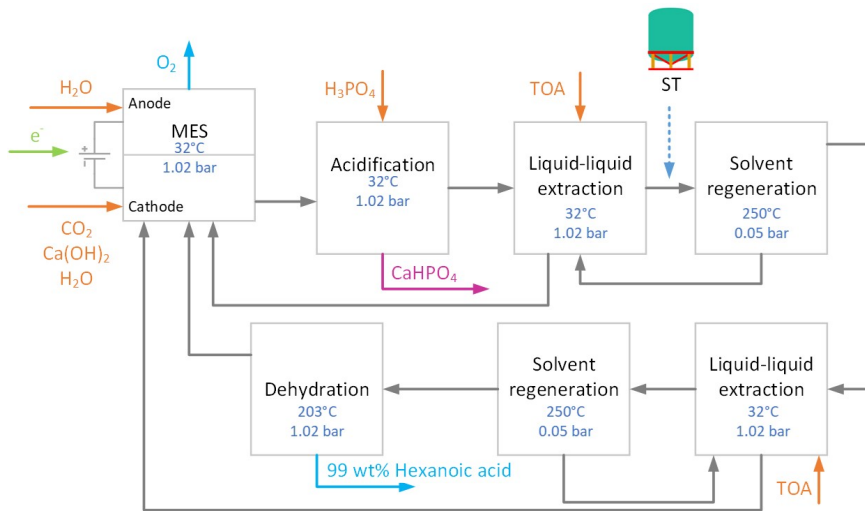 O₂
H₂O
Anode
MES
32°C
1.02 bar
e⁻
+
−
Cathode
CO₂
Ca(OH)₂
H₂O
H₃PO₄
Acidification
32°C
1.02 bar
CaHPO₄
TOA
Liquid-liquid
extraction
32°C
1.02 bar
ST
Solvent
regeneration
250°C
0.05 bar
Dehydration
203°C
1.02 bar
99 wt% Hexanoic acid
Solvent
regeneration
250°C
0.05 bar
Liquid-liquid
extraction
32°C
1.02 bar
TOA